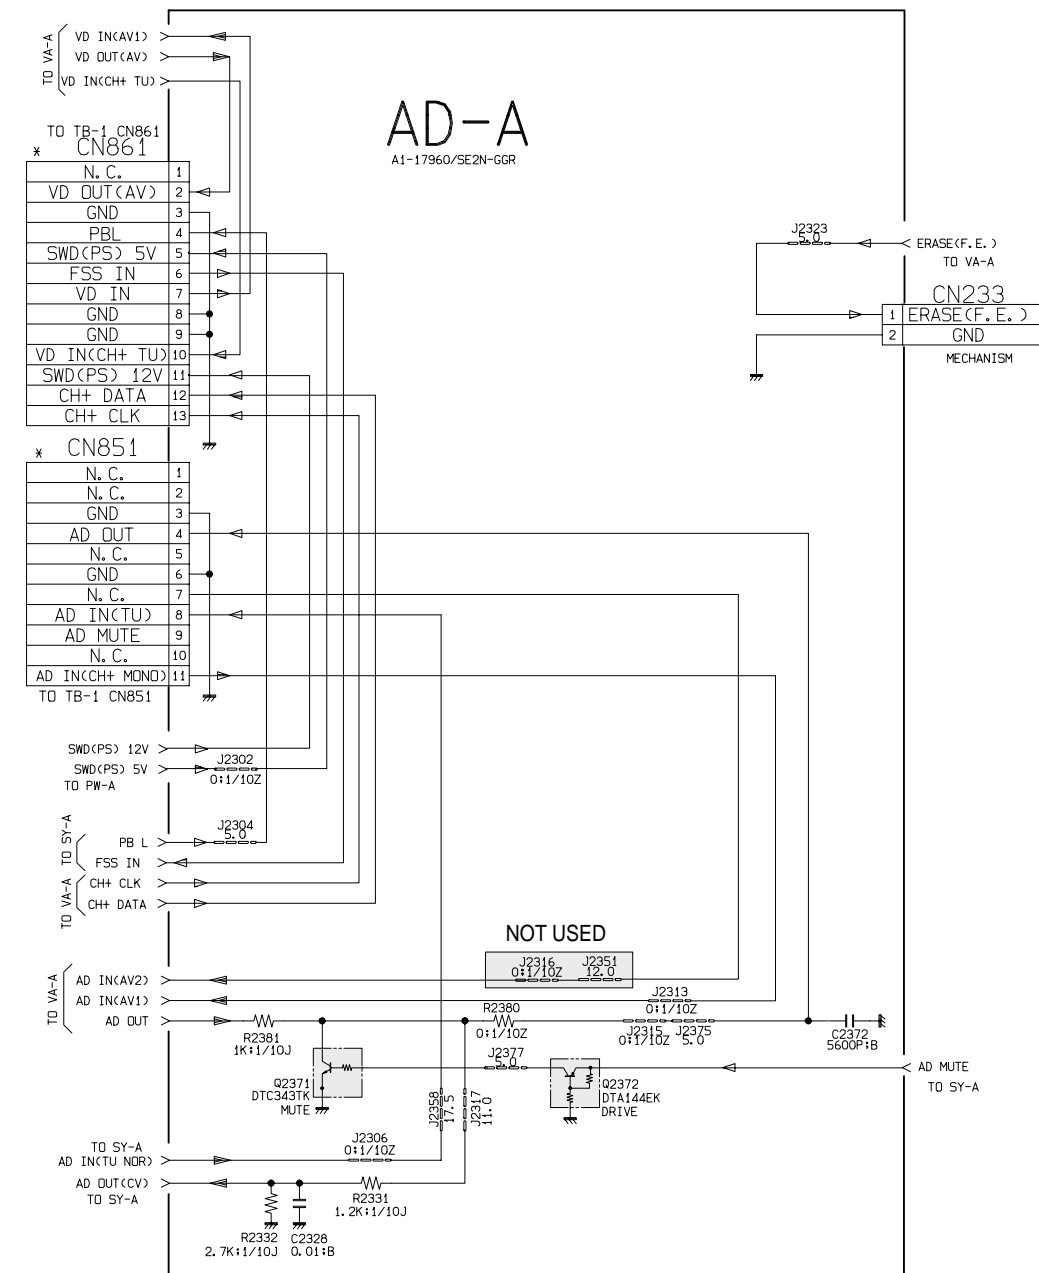 VD IN(AV1)
VD OUT(AV)
VD IN(CH+ TU)
TO VA-A
AD-A
A1-17960/SE2N-GGR
TO TB-1 CN861
* CN861
N.C. 1
VD OUT(AV) 2
GND 3
PBL 4
SWD(PS) 5V 5
FSS IN 6
VD IN 7
GND 8
GND 9
VD IN(CH+ TU) 10
SWD(PS) 12V 11
CH+ DATA 12
CH+ CLK 13
J2323
5.0
ERASE(F.E.)
TO VA-A
CN233
1 ERASE(F.E.)
2 GND
MECHANISM
* CN851
N.C. 1
N.C. 2
GND 3
AD OUT 4
N.C. 5
GND 6
N.C. 7
AD IN(TU) 8
AD MUTE 9
N.C. 10
AD IN(CH+ MONO) 11
TO TB-1 CN851
SWD(PS) 12V
SWD(PS) 5V
TO PW-A
J2302
0:1/10Z
J2304
5.0
TO SY-A
PB L
FSS IN
TO VA-A
CH+ CLK
CH+ DATA
NOT USED
J2316
0:1/10Z
J2351
12.0
TO VA-A
AD IN(AV2)
AD IN(AV1)
AD OUT
J2313
0:1/10Z
R2381
1K:1/10J
R2380
0:1/10Z
J2315
0:1/10Z
J2375
5.0
C2372
5600P:B
Q2371
DTC343TK
MUTE
J2377
5.0
Q2372
DTA144EK
DRIVE
AD MUTE
TO SY-A
J2358
17.5
J2317
11.0
TO SY-A
AD IN(TU NOR)
J2306
0:1/10Z
AD OUT(CV)
TO SY-A
R2331
1.2K:1/10J
R2332
2.7K:1/10J
C2328
0.01:B